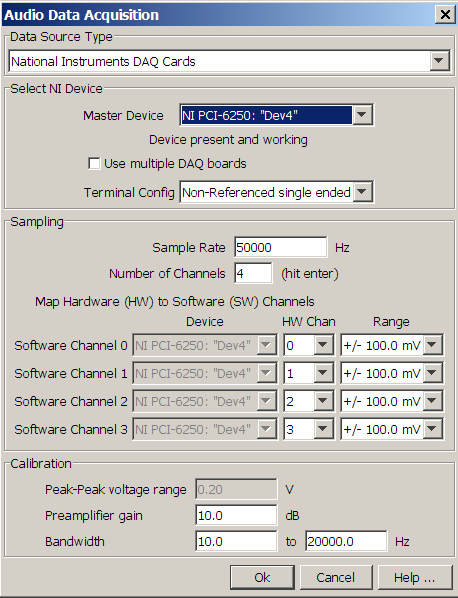 Audio Data Acquisition
Data Source Type
National Instruments DAQ Cards
Select NI Device
Master Device NI PCI-6250: "Dev4"
Device present and working
Use multiple DAQ boards
Terminal Config Non-Referenced single ended
Sampling
Sample Rate 50000 Hz
Number of Channels 4 (hit enter)
Map Hardware (HW) to Software (SW) Channels
Device HW Chan Range
Software Channel 0 NI PCI-6250: "Dev4" 0 +/- 100.0 mV
Software Channel 1 NI PCI-6250: "Dev4" 1 +/- 100.0 mV
Software Channel 2 NI PCI-6250: "Dev4" 2 +/- 100.0 mV
Software Channel 3 NI PCI-6250: "Dev4" 3 +/- 100.0 mV
Calibration
Peak-Peak voltage range 0.20 V
Preamplifier gain 10.0 dB
Bandwidth 10.0 to 20000.0 Hz
Ok Cancel Help ...